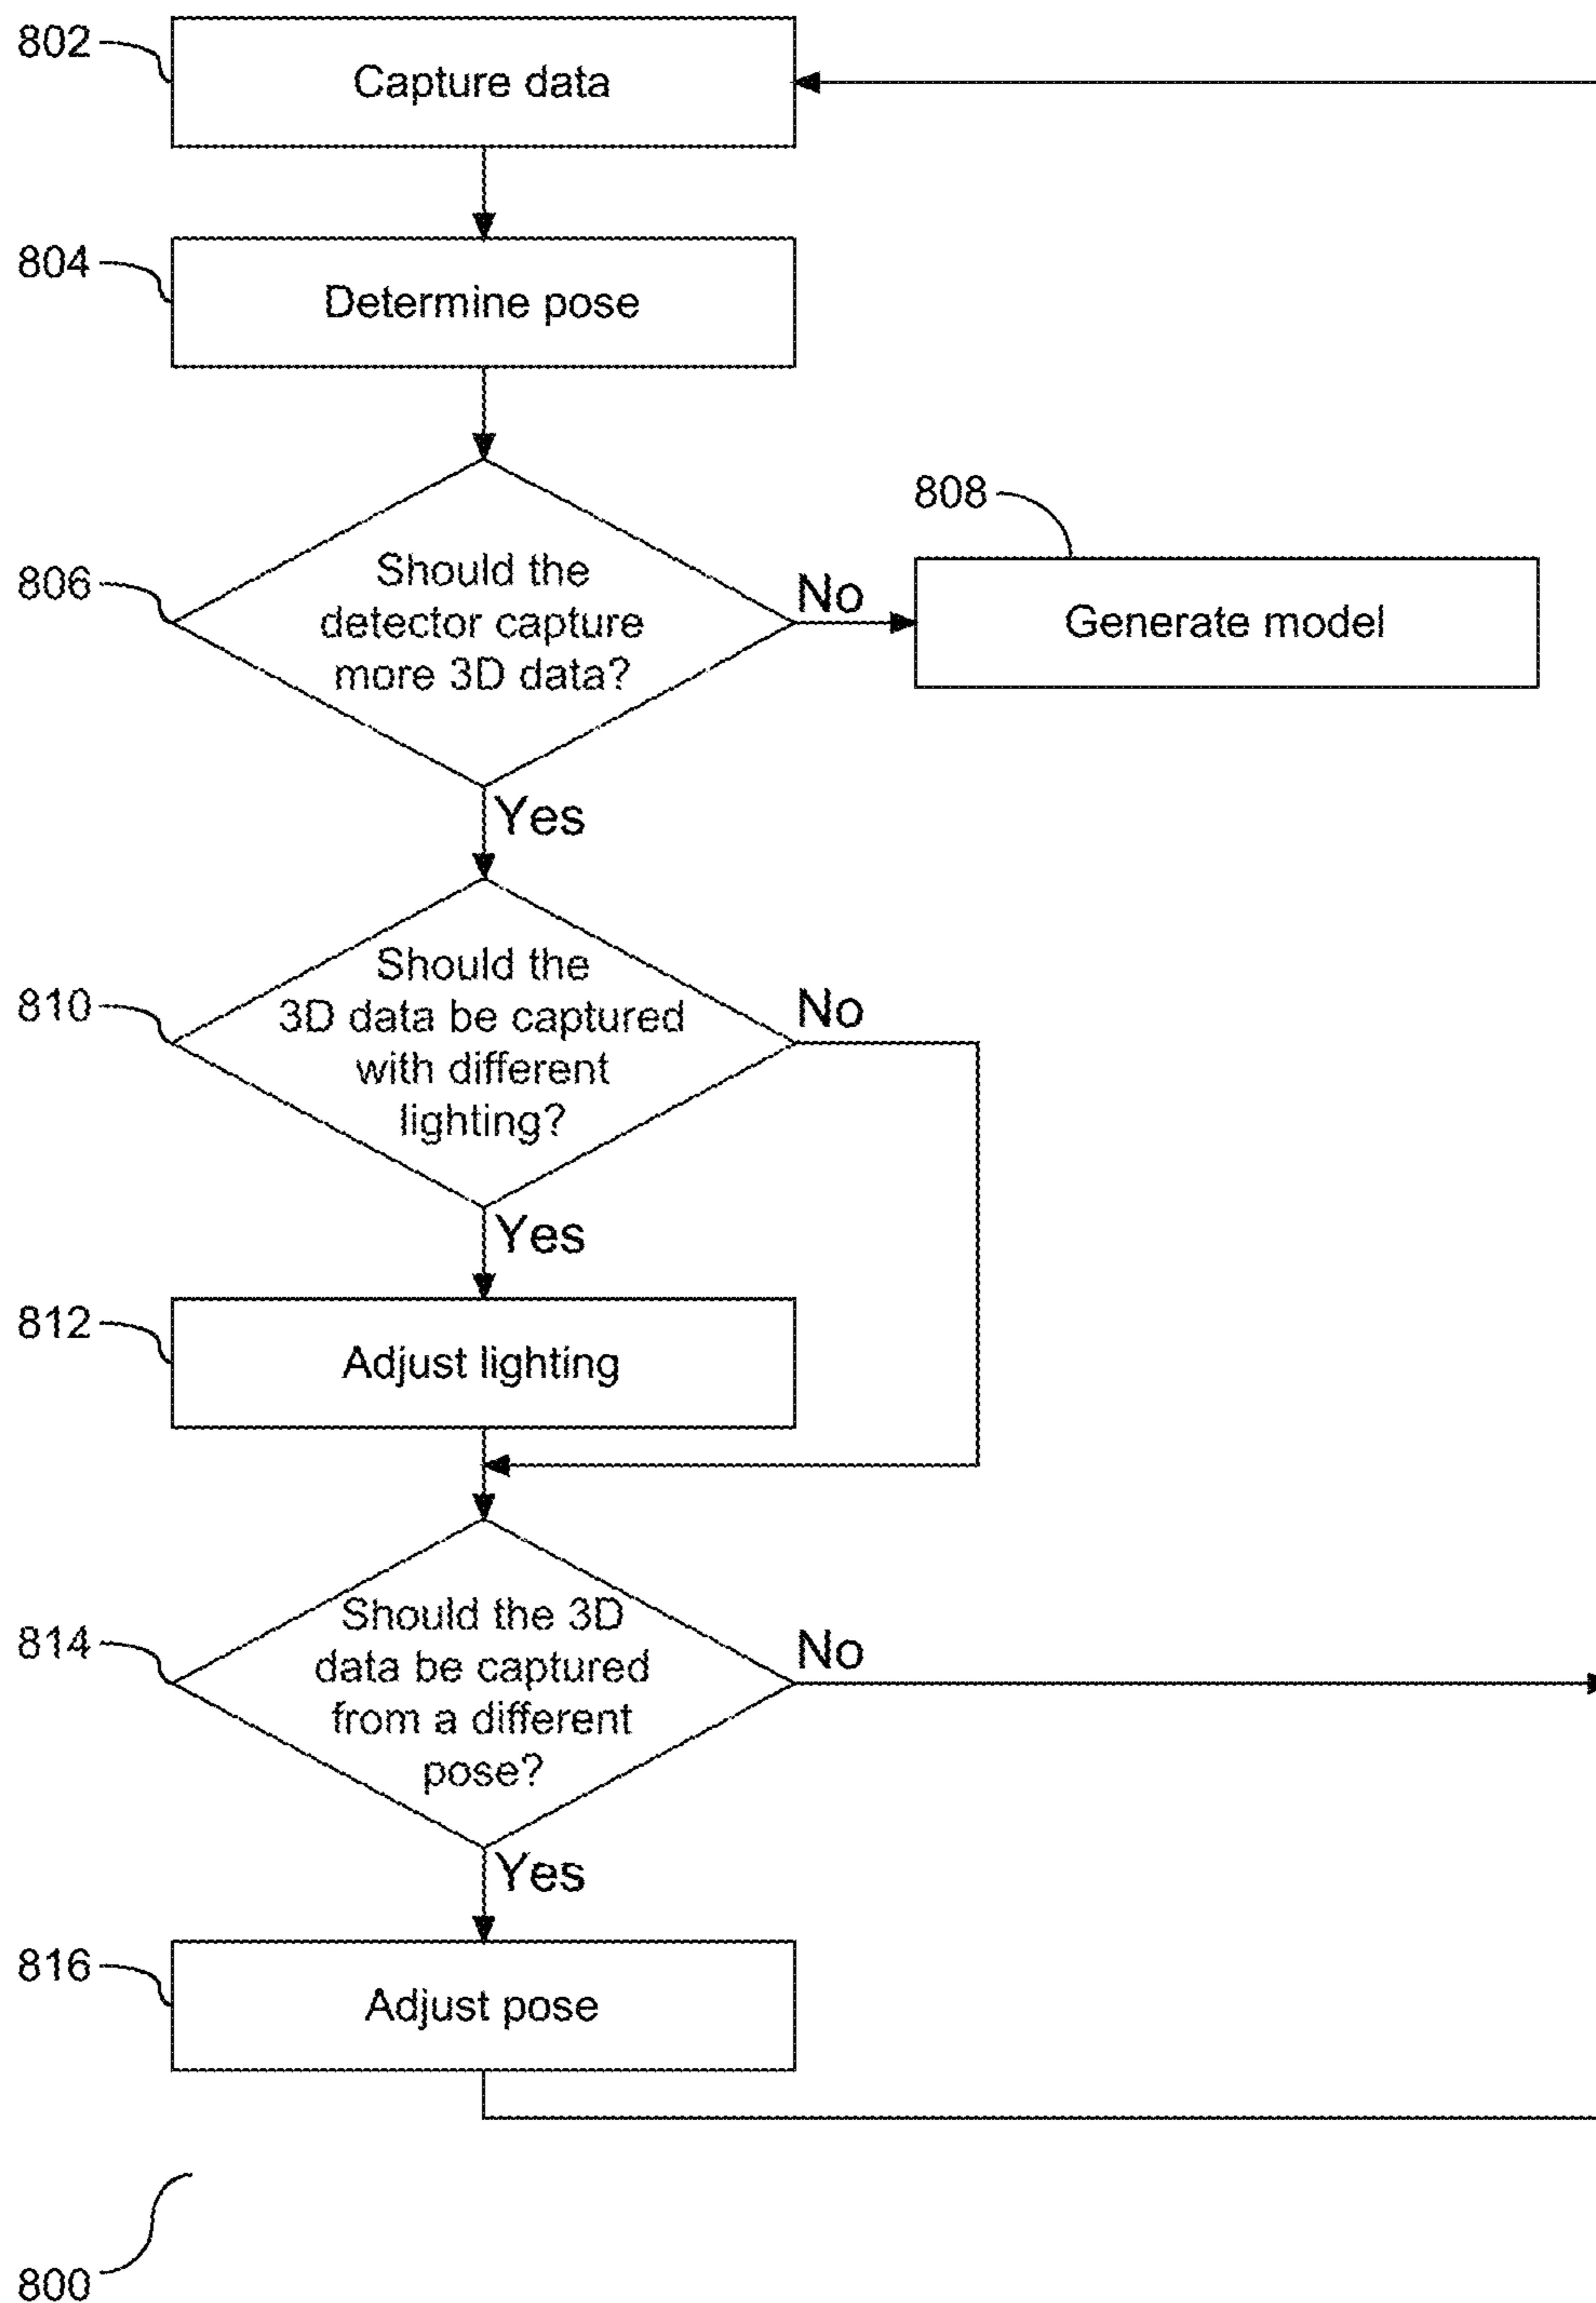 802
Capture data
804
Determine pose
806
Should the
detector capture
more 3D data?
No
808
Generate model
Yes
810
Should the
3D data be captured
with different
lighting?
No
Yes
812
Adjust lighting
814
Should the 3D
data be captured
from a different
pose?
No
Yes
816
Adjust pose
800